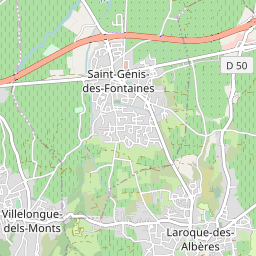 D 50
Saint-Génis-
des-Fontaines
Villelongue-
dels-Monts
Laroque-des-
Albères